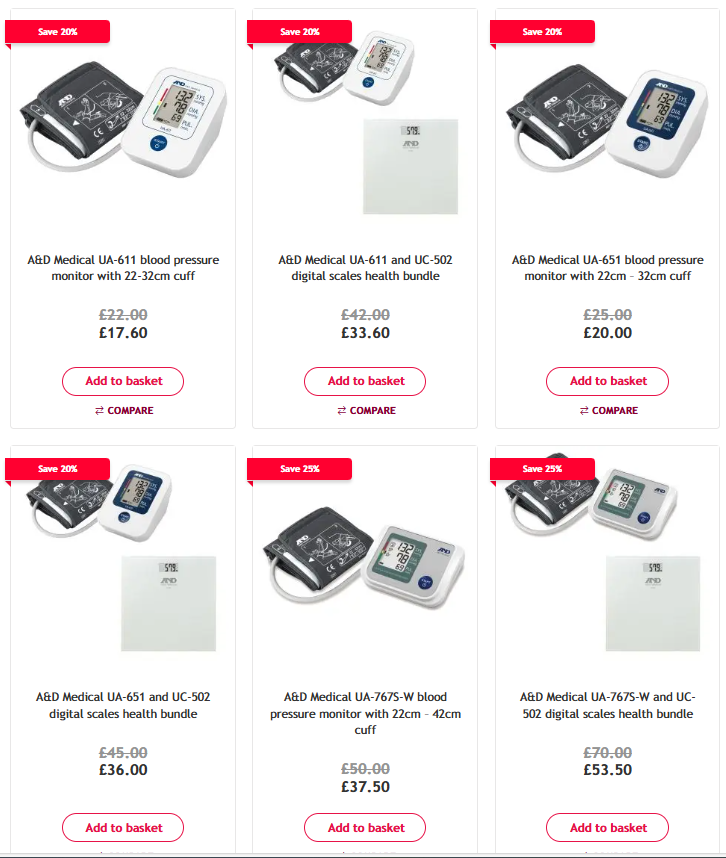 Save 20%
Save 20%
Save 20%
A&D Medical UA-611 blood pressure
monitor with 22-32cm cuff
£22.00
£17.60
Add to basket
COMPARE
A&D Medical UA-611 and UC-502
digital scales health bundle
£42.00
£33.60
Add to basket
COMPARE
A&D Medical UA-651 blood pressure
monitor with 22cm – 32cm cuff
£25.00
£20.00
Add to basket
COMPARE
Save 20%
Save 25%
Save 25%
A&D Medical UA-651 and UC-502
digital scales health bundle
£45.00
£36.00
Add to basket
A&D Medical UA-767S-W blood
pressure monitor with 22cm – 42cm
cuff
£50.00
£37.50
Add to basket
A&D Medical UA-767S-W and UC-
502 digital scales health bundle
£70.00
£53.50
Add to basket